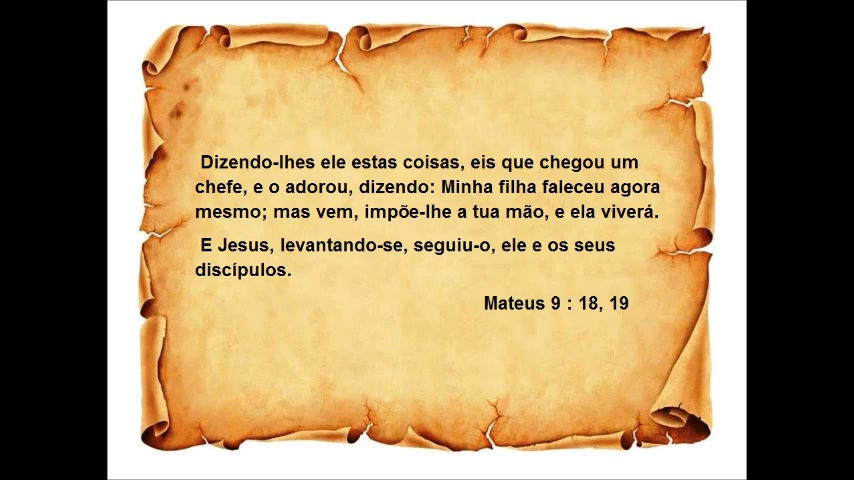 Dizendo-lhes ele estas coisas, eis que chegou um
chefe, e o adorou, dizendo: Minha filha faleceu agora
mesmo; mas vem, impõe-lhe a tua mão, e ela viverá.
E Jesus, levantando-se, seguiu-o, ele e os seus
discípulos.
Mateus 9 : 18, 19